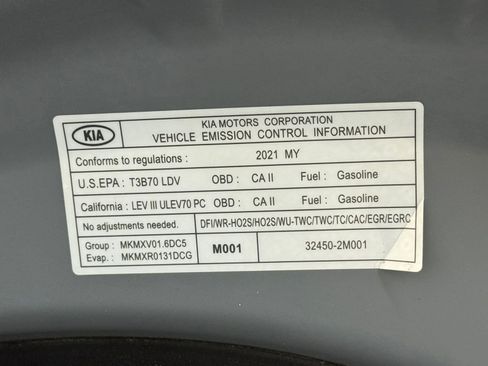 KIA
KIA MOTORS CORPORATION
VEHICLE EMISSION CONTROL INFORMATION
Conforms to regulations : 2021 MY
U.S.EPA : T3B70 LDV OBD : CA II Fuel : Gasoline
California : LEV III ULEV70 PC OBD : CA II Fuel : Gasoline
No adjustments needed. DFI/WR-HO2S/HO2S/WU-TWC/TWC/TC/CAC/EGR/EGRC
Group : MKMXV01.6DC5 M001 32450-2M001
Evap. : MKMXR0131DCG